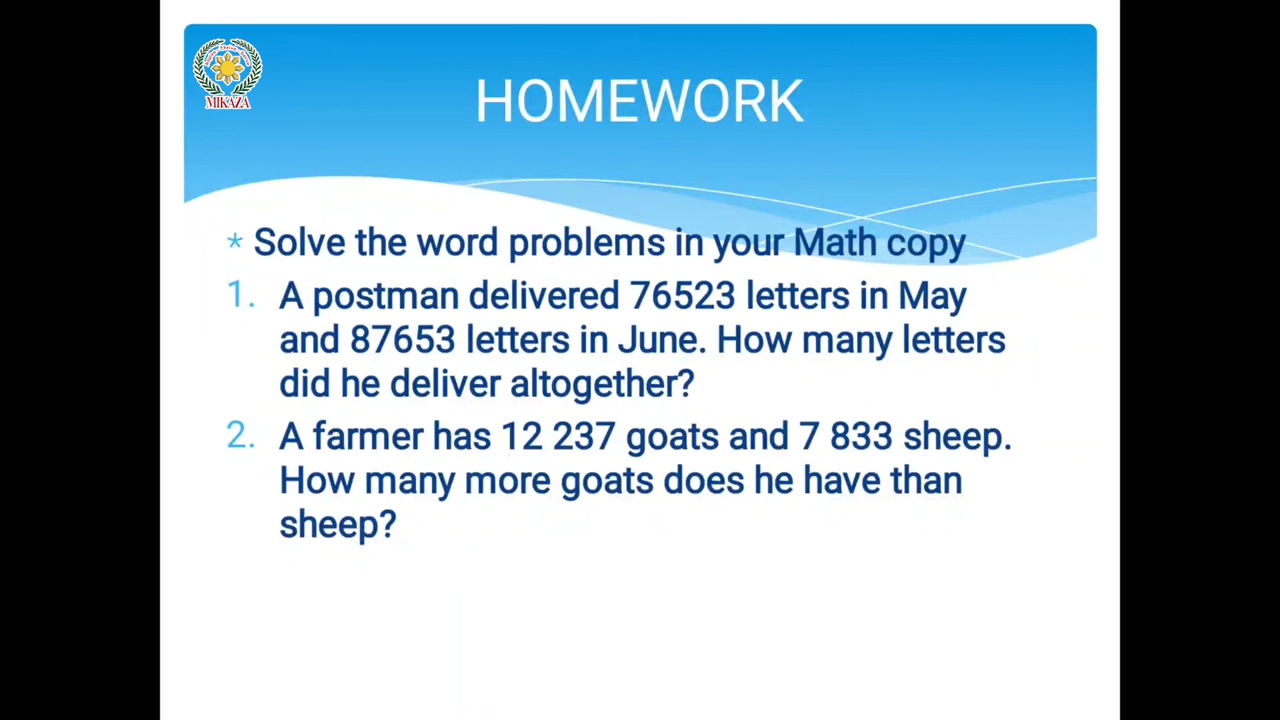 MIKAZA
HOMEWORK
* Solve the word problems in your Math copy
1. A postman delivered 76523 letters in May
and 87653 letters in June. How many letters
did he deliver altogether?
2. A farmer has 12 237 goats and 7 833 sheep.
How many more goats does he have than
sheep?